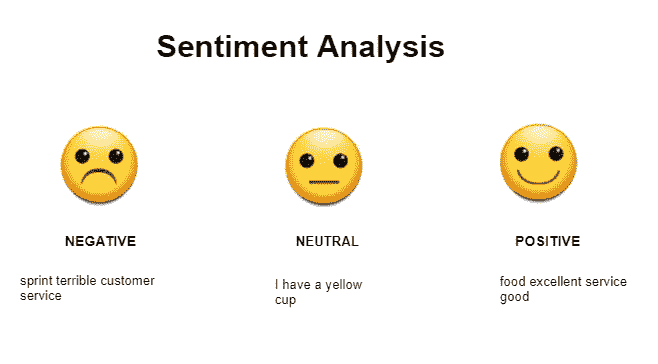 Sentiment Analysis
NEGATIVE
NEUTRAL
POSITIVE
sprint terrible customer
service
I have a yellow
cup
food excellent service
good